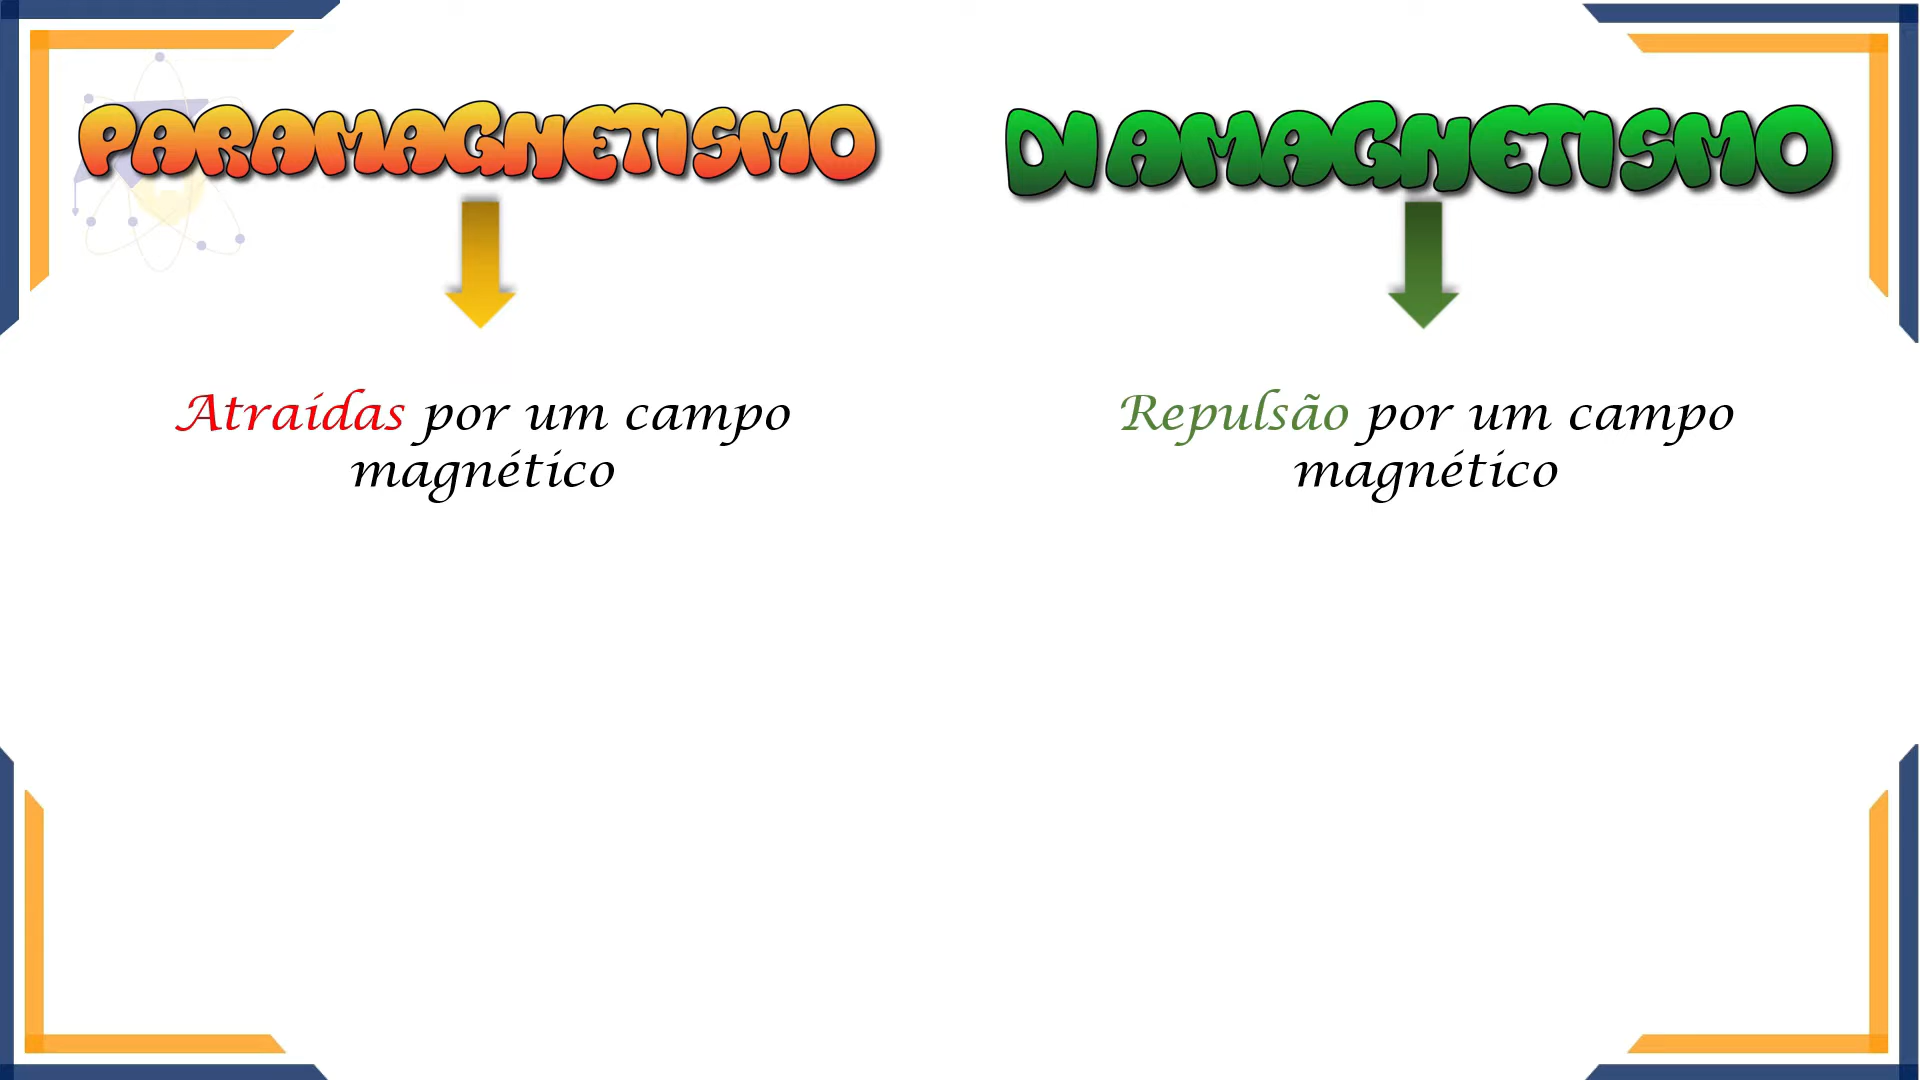 PARAMAGNETISMO
DIAMAGNETISMO
Atraídas por um campo
magnético
Repulsão por um campo
magnético